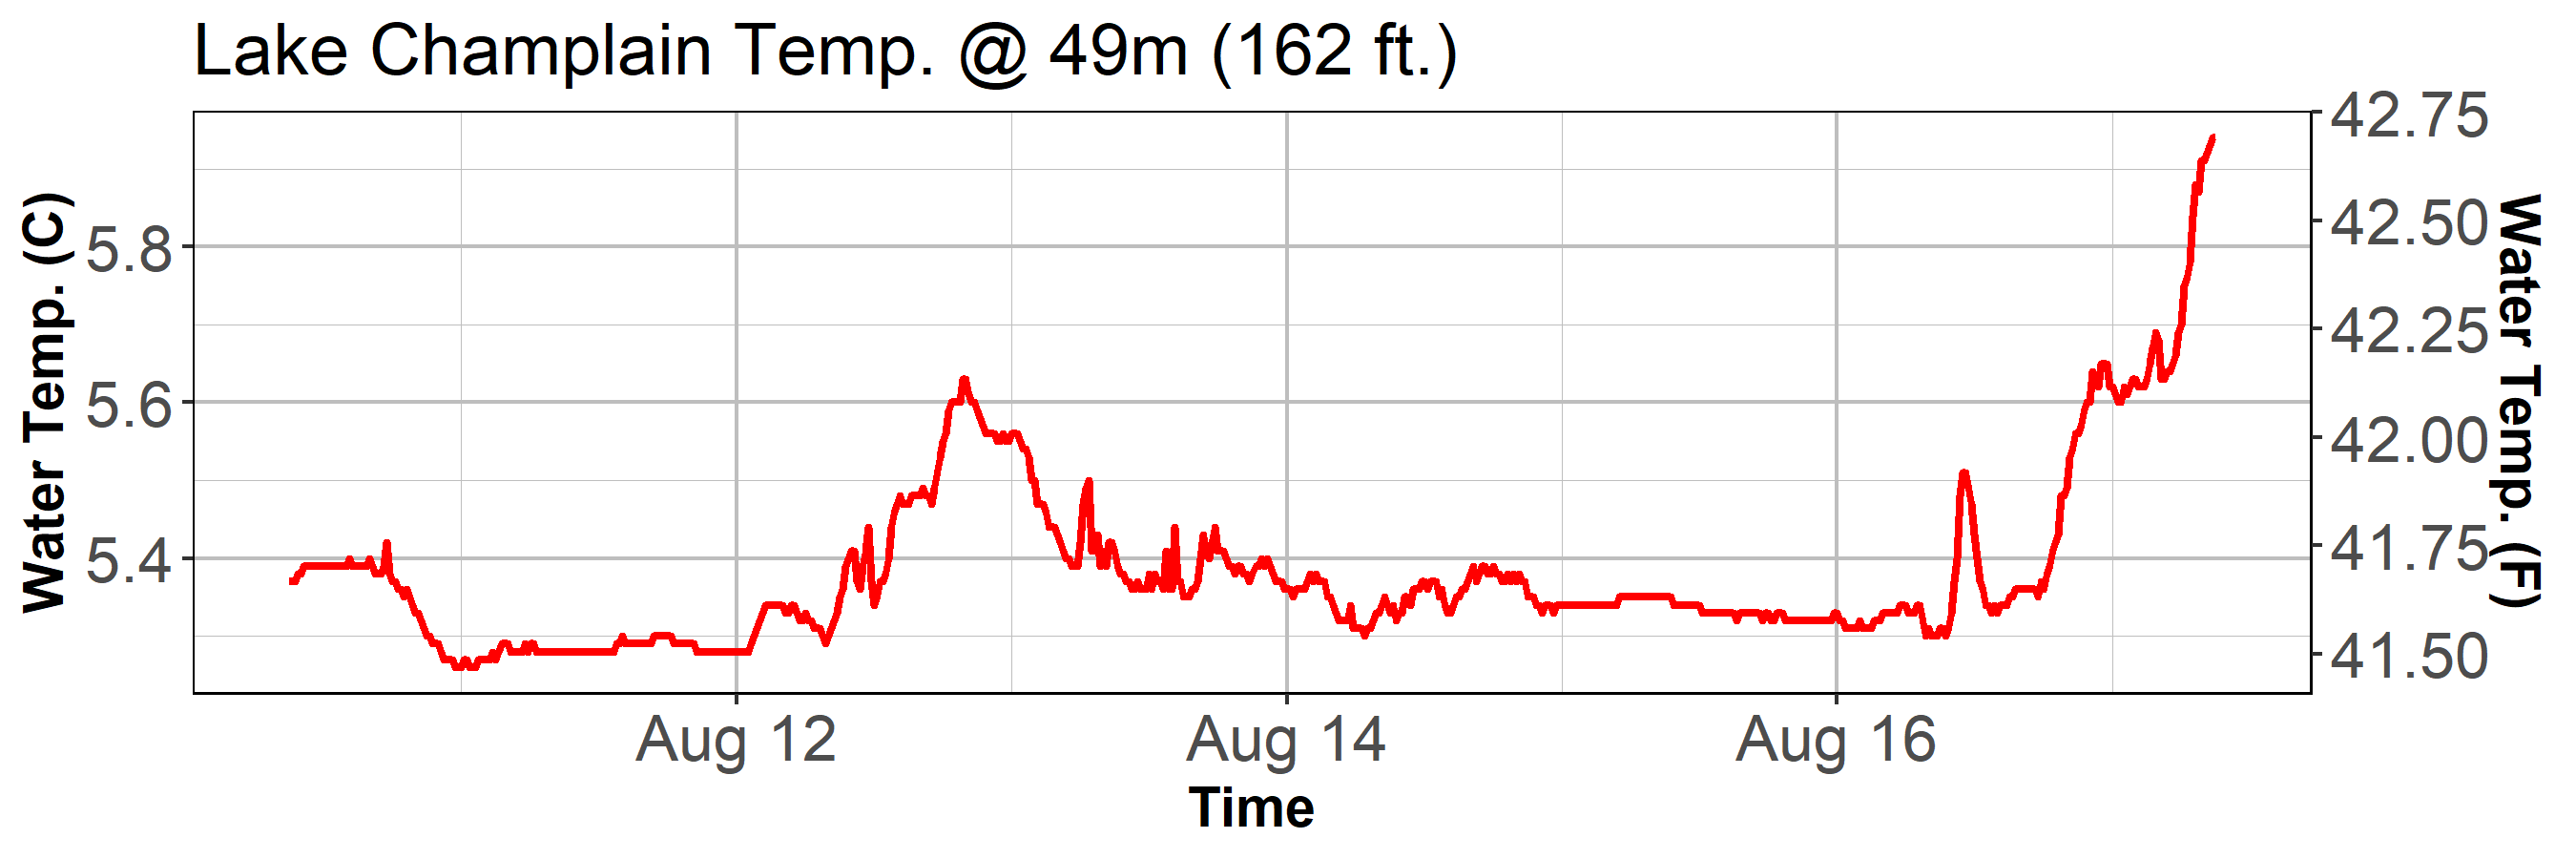 Lake Champlain Temp. @ 49m (162 ft.)
Water Temp. (C)
5.8
5.6
5.4
42.75
42.50
42.25
42.00
41.75
41.50
Water Temp. (F)
Aug 12
Aug 14
Aug 16
Time